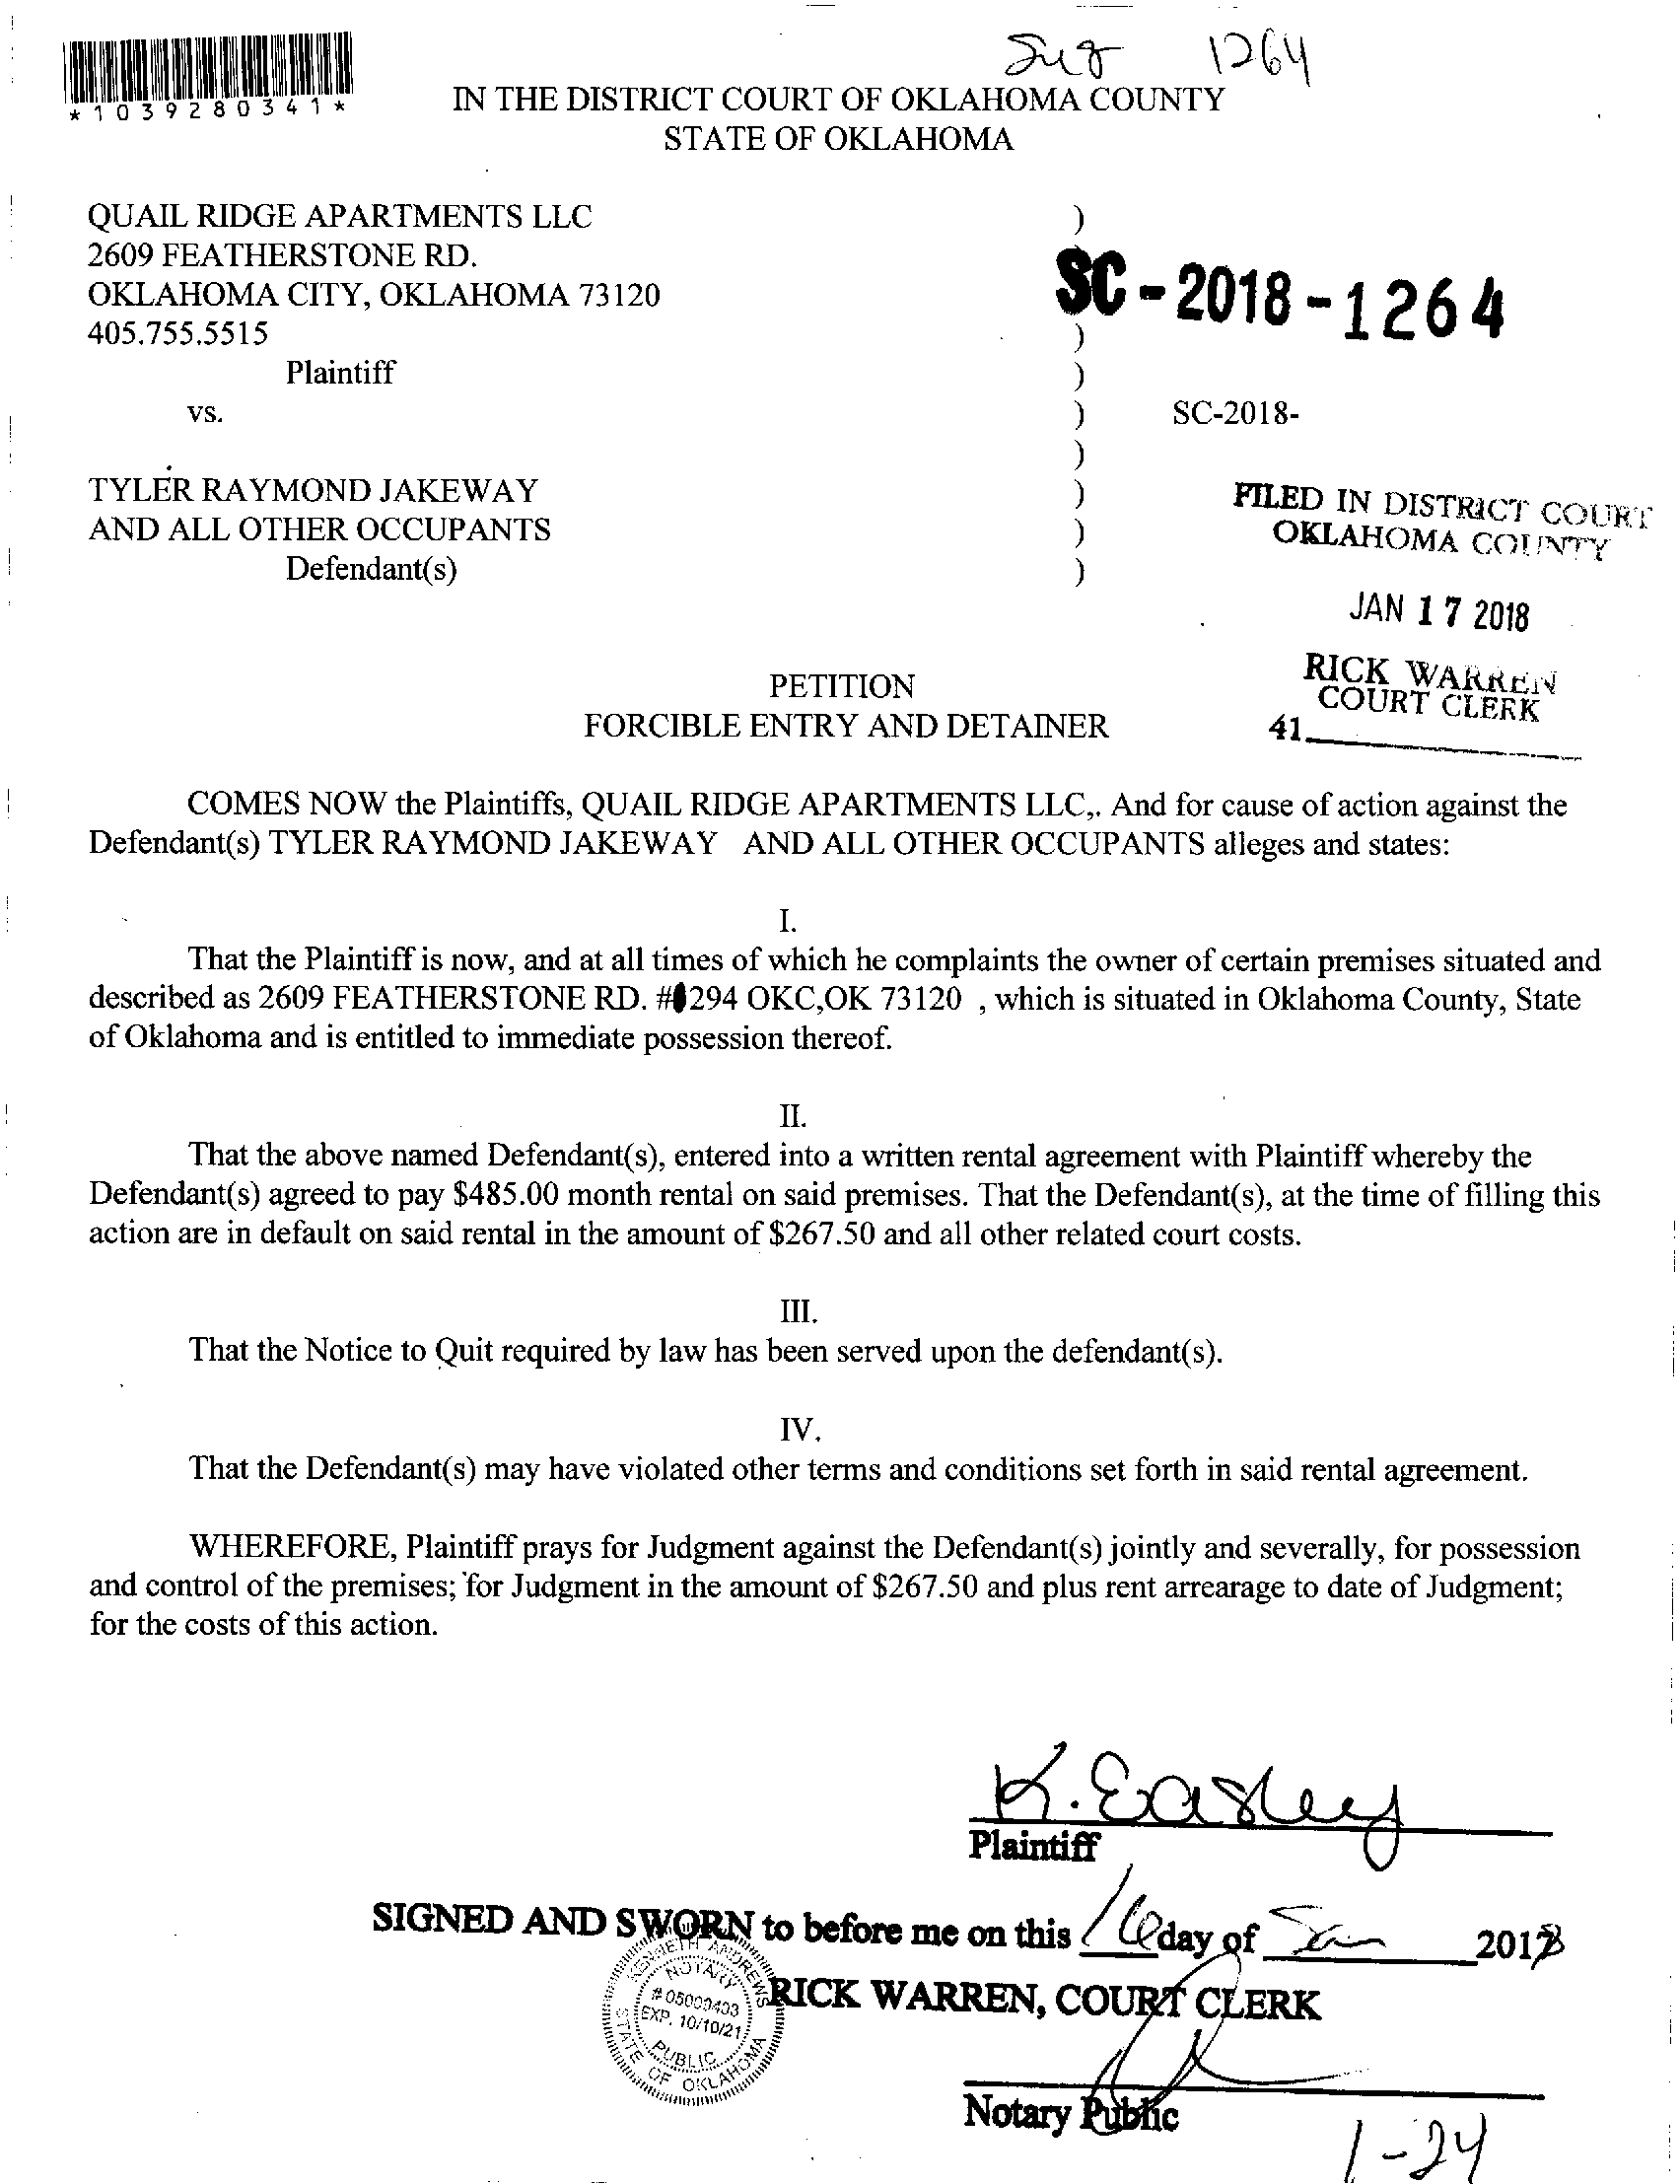 1264
*1039280341*
IN THE DISTRICT COURT OF OKLAHOMA COUNTY
STATE OF OKLAHOMA
QUAIL RIDGE APARTMENTS LLC )
2609 FEATHERSTONE RD.
OKLAHOMA CITY, OKLAHOMA 73120
SC-2018-1264
405.755.5515 )
Plaintiff )
vs. ) SC-2018-
)
TYLER RAYMOND JAKEWAY )
AND ALL OTHER OCCUPANTS )
Defendant(s) )
FILED IN DISTRICT COURT
OKLAHOMA COUNTY
JAN 17 2018
RICK WARREN
COURT CLERK
41
PETITION
FORCIBLE ENTRY AND DETAINER
COMES NOW the Plaintiffs, QUAIL RIDGE APARTMENTS LLC,. And for cause of action against the
Defendant(s) TYLER RAYMOND JAKEWAY AND ALL OTHER OCCUPANTS alleges and states:
I.
That the Plaintiff is now, and at all times of which he complaints the owner of certain premises situated and
described as 2609 FEATHERSTONE RD. #294 OKC,OK 73120 , which is situated in Oklahoma County, State
of Oklahoma and is entitled to immediate possession thereof.
II.
That the above named Defendant(s), entered into a written rental agreement with Plaintiff whereby the
Defendant(s) agreed to pay $485.00 month rental on said premises. That the Defendant(s), at the time of filling this
action are in default on said rental in the amount of $267.50 and all other related court costs.
III.
That the Notice to Quit required by law has been served upon the defendant(s).
IV.
That the Defendant(s) may have violated other terms and conditions set forth in said rental agreement.
WHEREFORE, Plaintiff prays for Judgment against the Defendant(s) jointly and severally, for possession
and control of the premises; for Judgment in the amount of $267.50 and plus rent arrearage to date of Judgment;
for the costs of this action.
K. Easley
Plaintiff
SIGNED AND SWORN to before me on this 16 day of Jan 2018
KENNETH ANDREWS
NOTARY
# 05009403
EXP. 10/10/21
PUBLIC
STATE OF OKLAHOMA
RICK WARREN, COURT CLERK
Notary Public
1-24